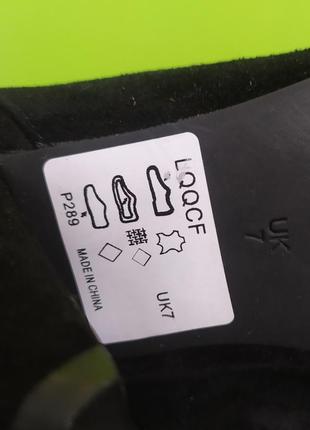 LQQCF
UK7
P289
MADE IN CHINA
UK
7